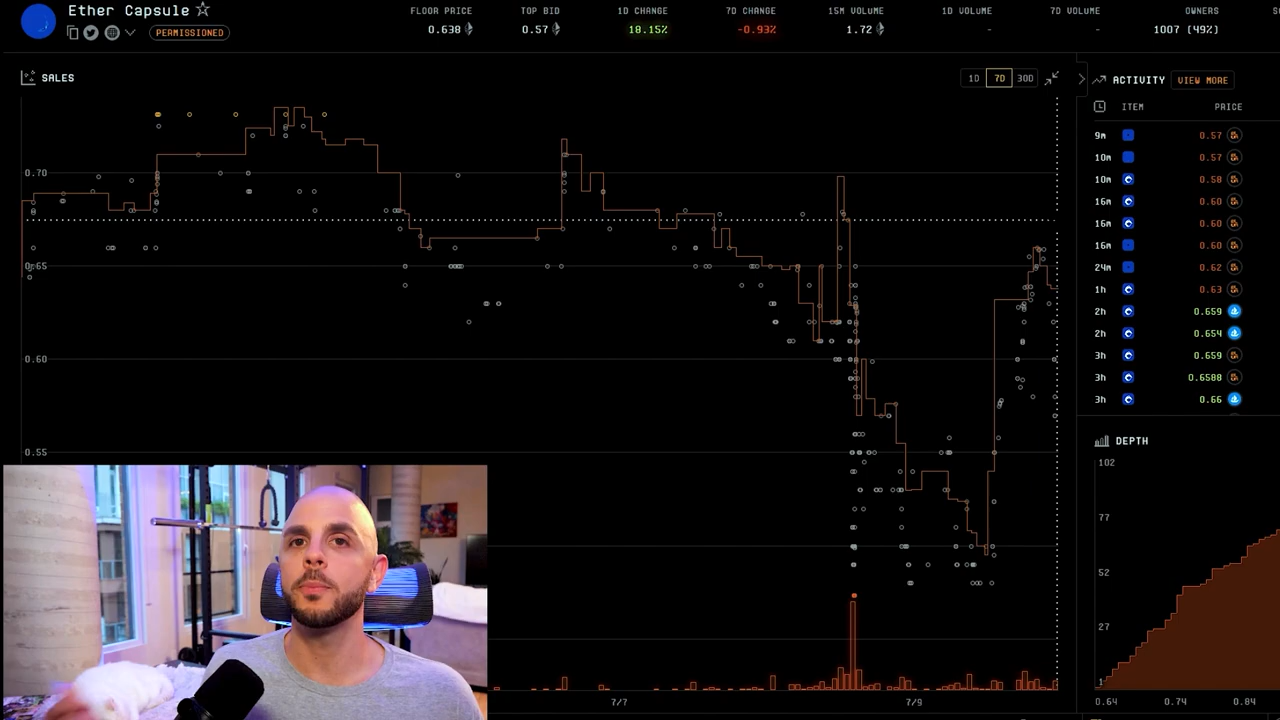 Ether Capsule
PERMISSIONED
FLOOR PRICE
0.638
TOP BID
0.57
1D CHANGE
18.15%
7D CHANGE
-0.93%
15M VOLUME
1.72
1D VOLUME
-
7D VOLUME
-
OWNERS
1007 (49%)
SALES
1D 7D 30D
0.70
0.65
0.60
0.55
7/7
7/9
ACTIVITY
VIEW MORE
ITEM PRICE
9m 0.57
10m 0.57
10m 0.58
16m 0.60
16m 0.60
16m 0.60
24m 0.62
1h 0.63
2h 0.659
2h 0.654
3h 0.659
3h 0.6588
3h 0.66
DEPTH
102
77
52
27
1
0.64 0.74 0.84